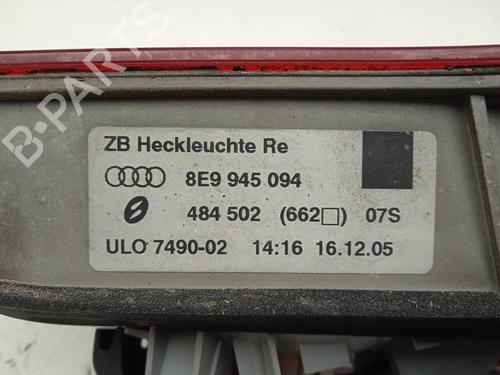 ZB Heckleuchte Re
8E9 945 094
484 502 (662□) 07S
ULO 7490-02 14:16 16.12.05
B-PARTS